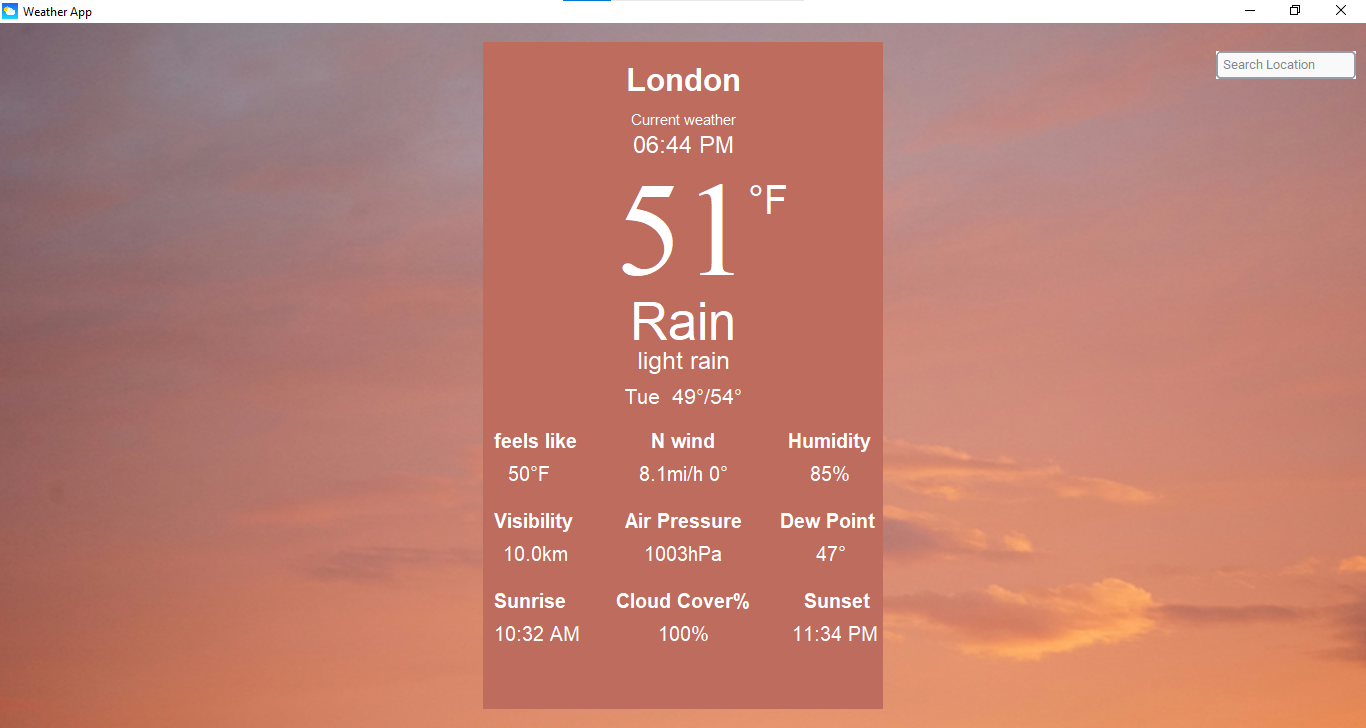 Weather App
Search Location
London
Current weather
06:44 PM
51 °F
Rain
light rain
Tue 49°/54°
feels like N wind Humidity
50°F 8.1mi/h 0° 85%
Visibility Air Pressure Dew Point
10.0km 1003hPa 47°
Sunrise Cloud Cover% Sunset
10:32 AM 100% 11:34 PM